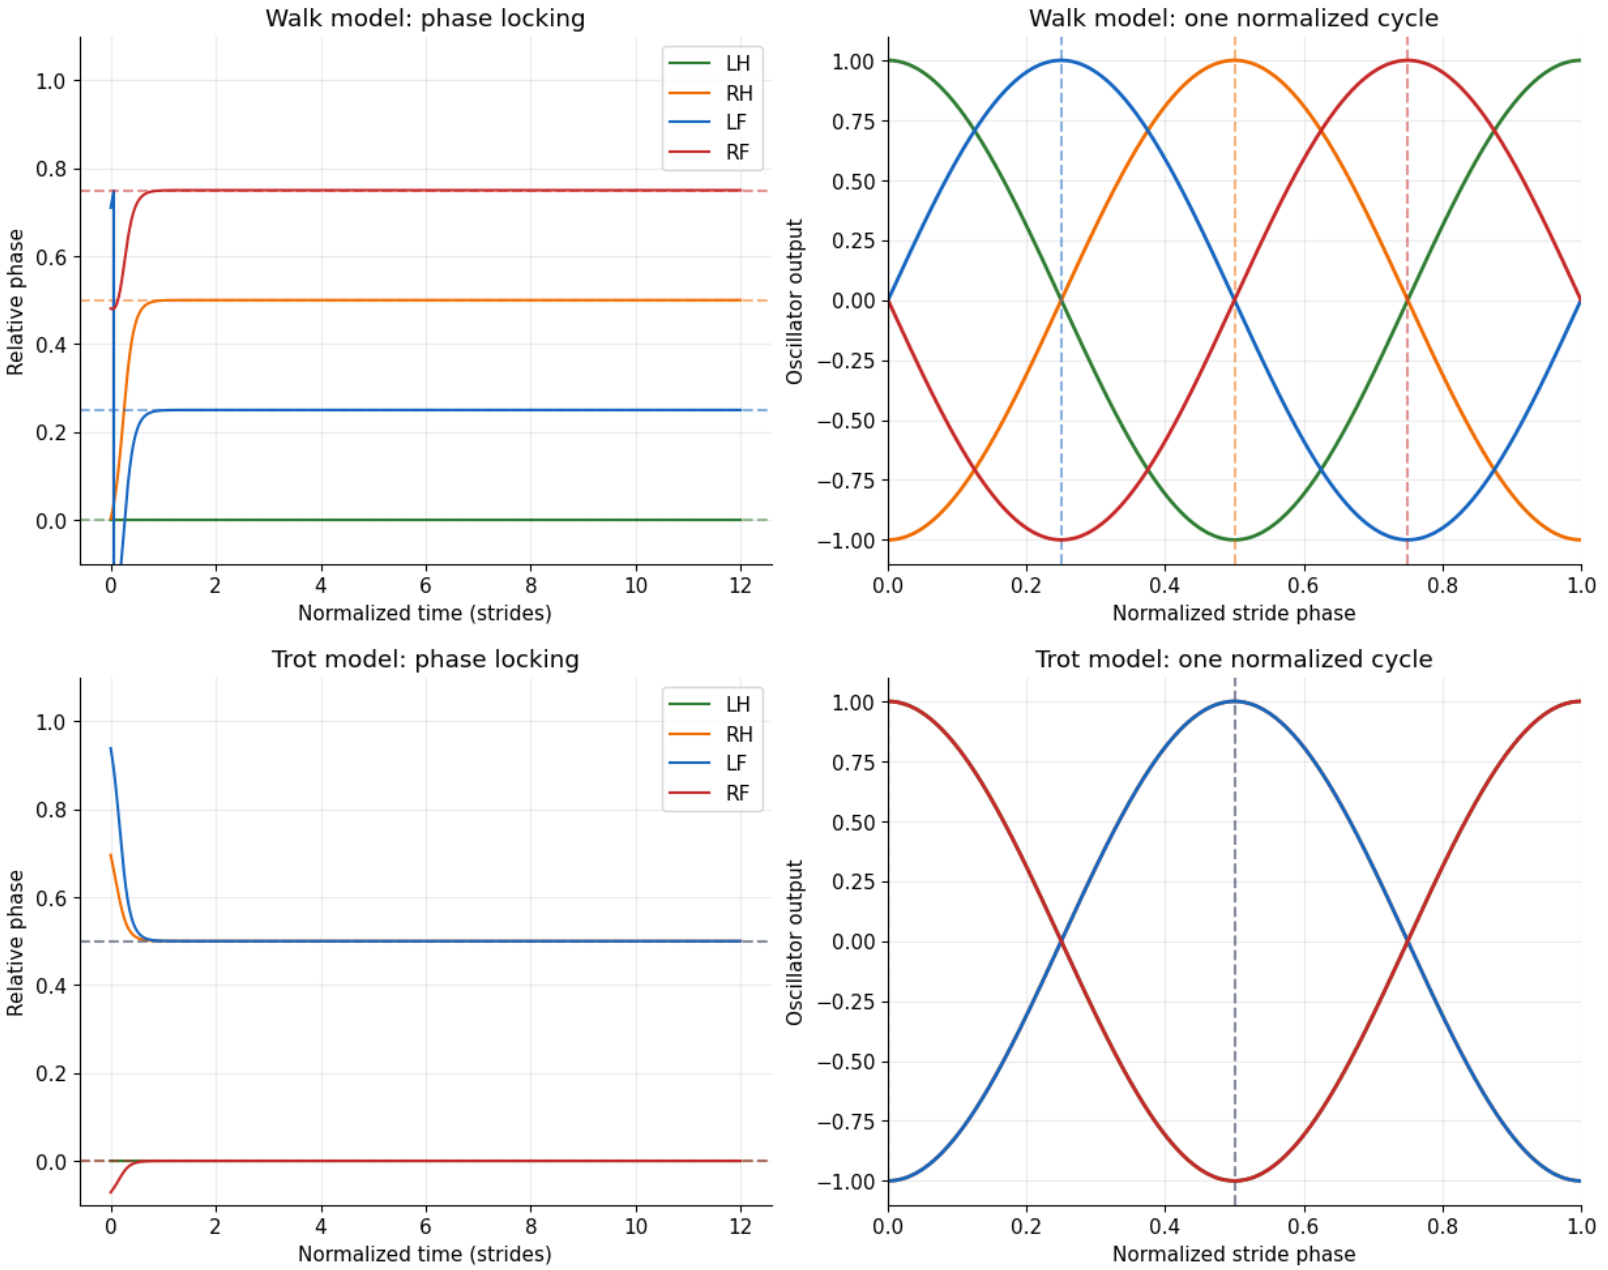 Walk model: phase locking
Relative phase
1.0
0.8
0.6
0.4
0.2
0.0
LH
RH
LF
RF
0 2 4 6 8 10 12
Normalized time (strides)
Walk model: one normalized cycle
Oscillator output
1.00
0.75
0.50
0.25
0.00
−0.25
−0.50
−0.75
−1.00
0.0 0.2 0.4 0.6 0.8 1.0
Normalized stride phase
Trot model: phase locking
Relative phase
1.0
0.8
0.6
0.4
0.2
0.0
LH
RH
LF
RF
0 2 4 6 8 10 12
Normalized time (strides)
Trot model: one normalized cycle
Oscillator output
1.00
0.75
0.50
0.25
0.00
−0.25
−0.50
−0.75
−1.00
0.0 0.2 0.4 0.6 0.8 1.0
Normalized stride phase